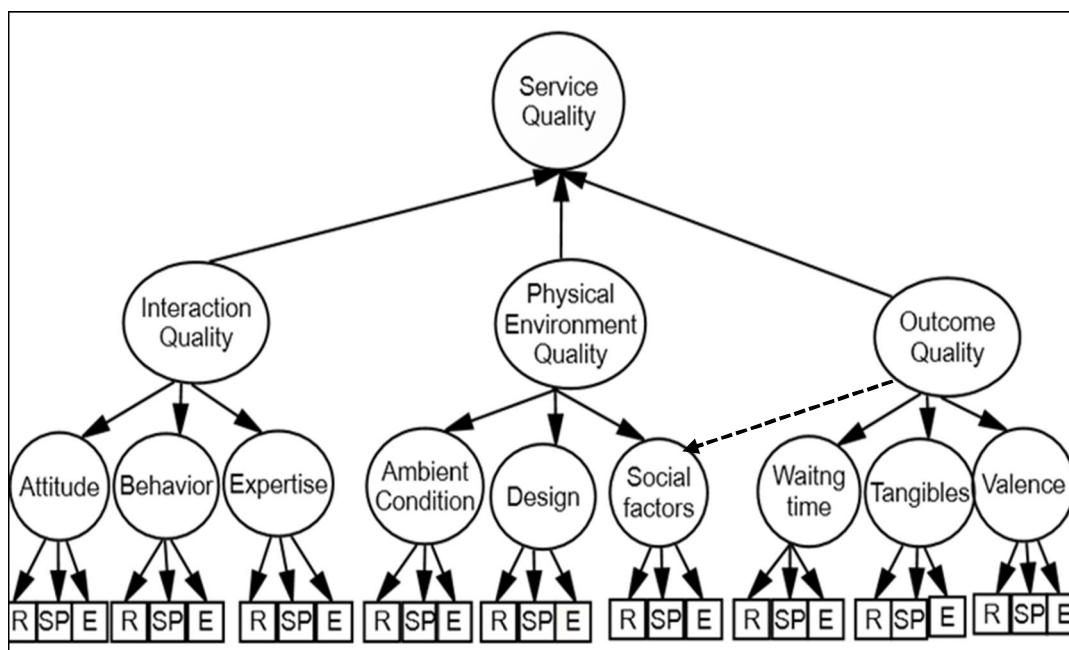 Service
Quality
Interaction
Quality
Physical
Environment
Quality
Outcome
Quality
Attitude
Behavior
Expertise
Ambient
Condition
Design
Social
factors
Waitng
time
Tangibles
Valence
R SP E
R SP E
R SP E
R SP E
R SP E
R SP E
R SP E
R SP E
R SP E